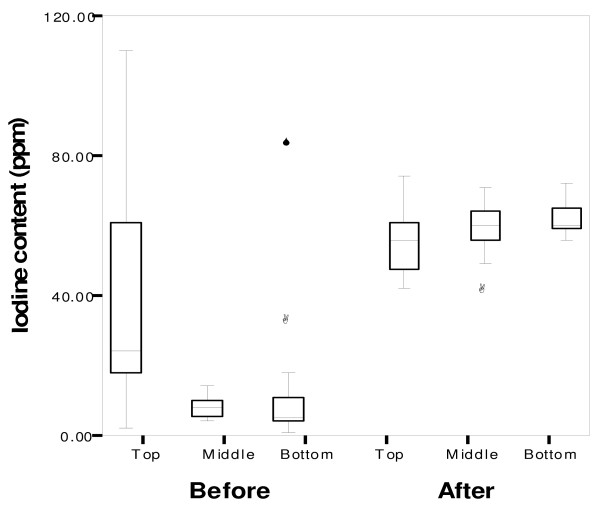 Iodine content (ppm)
120.00
80.00
40.00
0.00
Top Middle Bottom Top Middle Bottom
Before After